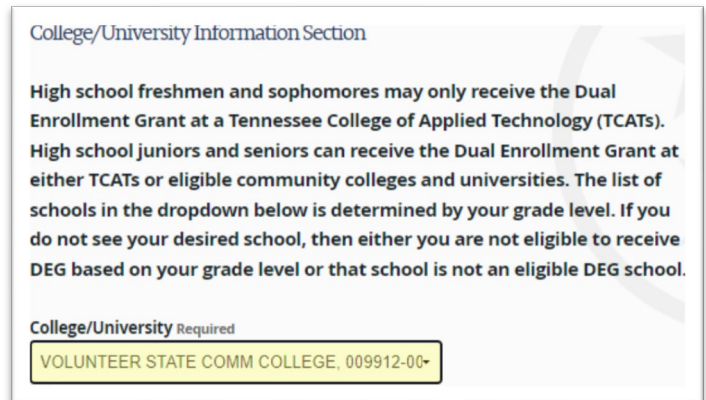 College/University Information Section
High school freshmen and sophomores may only receive the Dual
Enrollment Grant at a Tennessee College of Applied Technology (TCATs).
High school juniors and seniors can receive the Dual Enrollment Grant at
either TCATs or eligible community colleges and universities. The list of
schools in the dropdown below is determined by your grade level. If you
do not see your desired school, then either you are not eligible to receive
DEG based on your grade level or that school is not an eligible DEG school.
College/University Required
VOLUNTEER STATE COMM COLLEGE, 009912-00